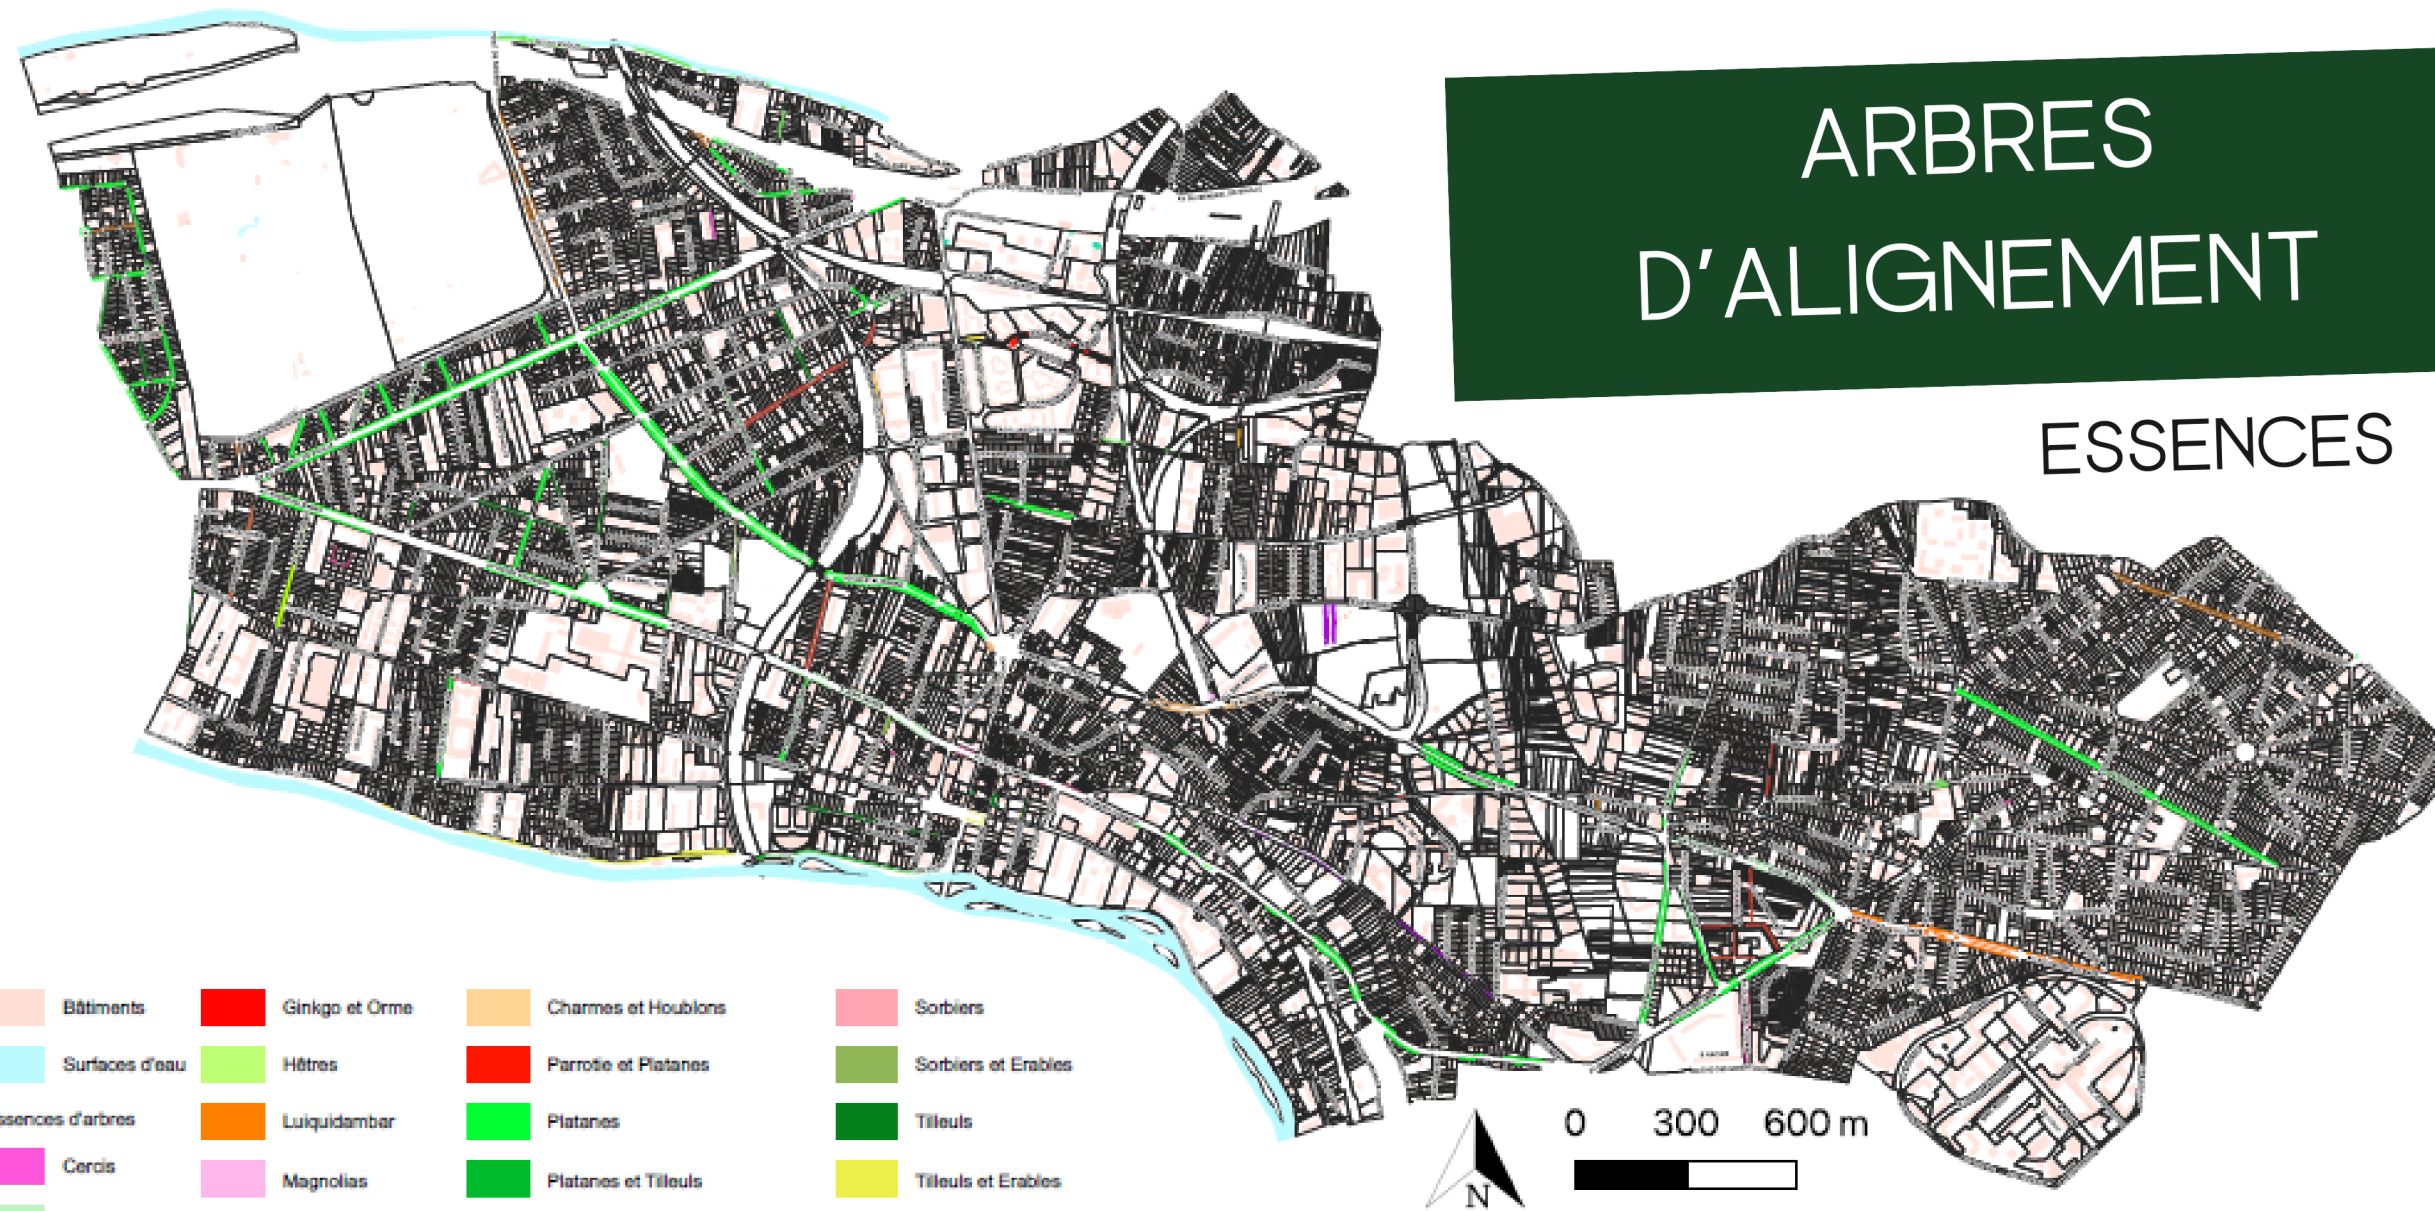 ARBRES
D'ALIGNEMENT
ESSENCES
Bâtiments
Surfaces d'eau
ssences d'arbres
Cercis
Ginkgo et Orme
Hêtres
Luiquidambar
Magnolias
Charmes et Houblons
Parrotie et Platanes
Platanes
Platanes et Tilleuls
Sorbiers
Sorbiers et Erables
Tilleuls
Tilleuls et Erables
N
0 300 600 m